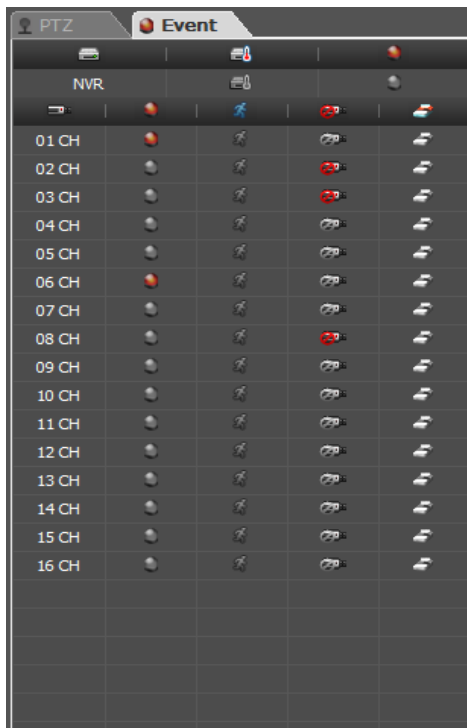 PTZ Event
NVR
01 CH
02 CH
03 CH
04 CH
05 CH
06 CH
07 CH
08 CH
09 CH
10 CH
11 CH
12 CH
13 CH
14 CH
15 CH
16 CH